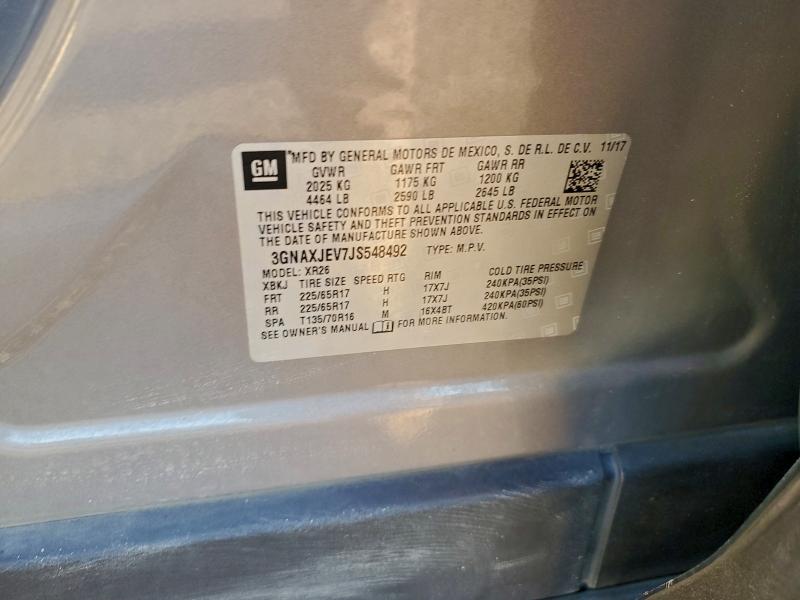 GM
*MFD BY GENERAL MOTORS DE MEXICO, S. DE R.L. DE C.V. 11/17
GVWR GAWR FRT GAWR RR
2025 KG 1175 KG 1200 KG
4464 LB 2590 LB 2645 LB
THIS VEHICLE CONFORMS TO ALL APPLICABLE U.S. FEDERAL MOTOR
VEHICLE SAFETY AND THEFT PREVENTION STANDARDS IN EFFECT ON
THE DATE OF MANUFACTURE SHOWN ABOVE.
3GNAXJEV7JS548492 TYPE: M.P.V.
MODEL: XR26
XBKJ TIRE SIZE SPEED RTG RIM COLD TIRE PRESSURE
FRT 225/65R17 H 17X7J 240KPA(35PSI)
RR 225/65R17 H 17X7J 240KPA(35PSI)
SPA T135/70R16 M 16X4BT 420KPA(60PSI)
SEE OWNER'S MANUAL FOR MORE INFORMATION.